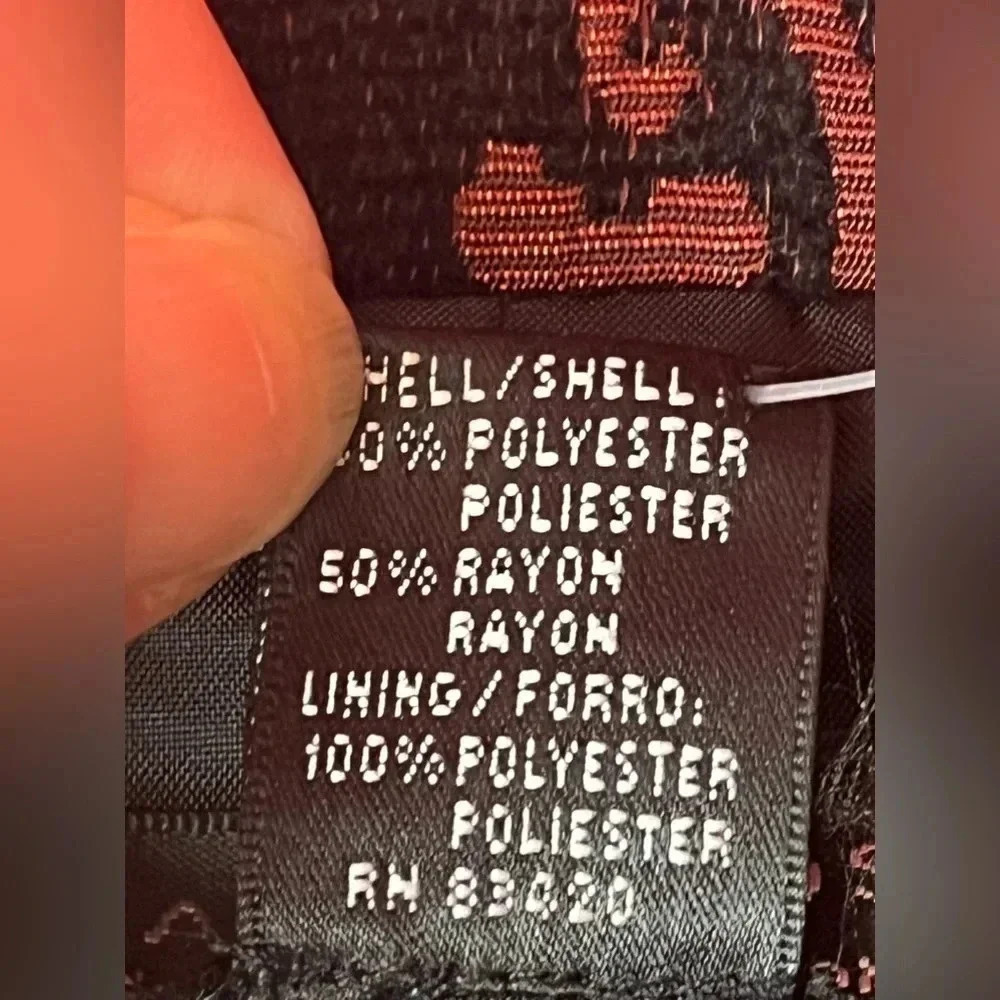 HELL/SHELL:
0% POLYESTER
POLIESTER
50% RAYON
RAYON
LINING/FORRO:
100% POLYESTER
POLIESTER
RN 83420